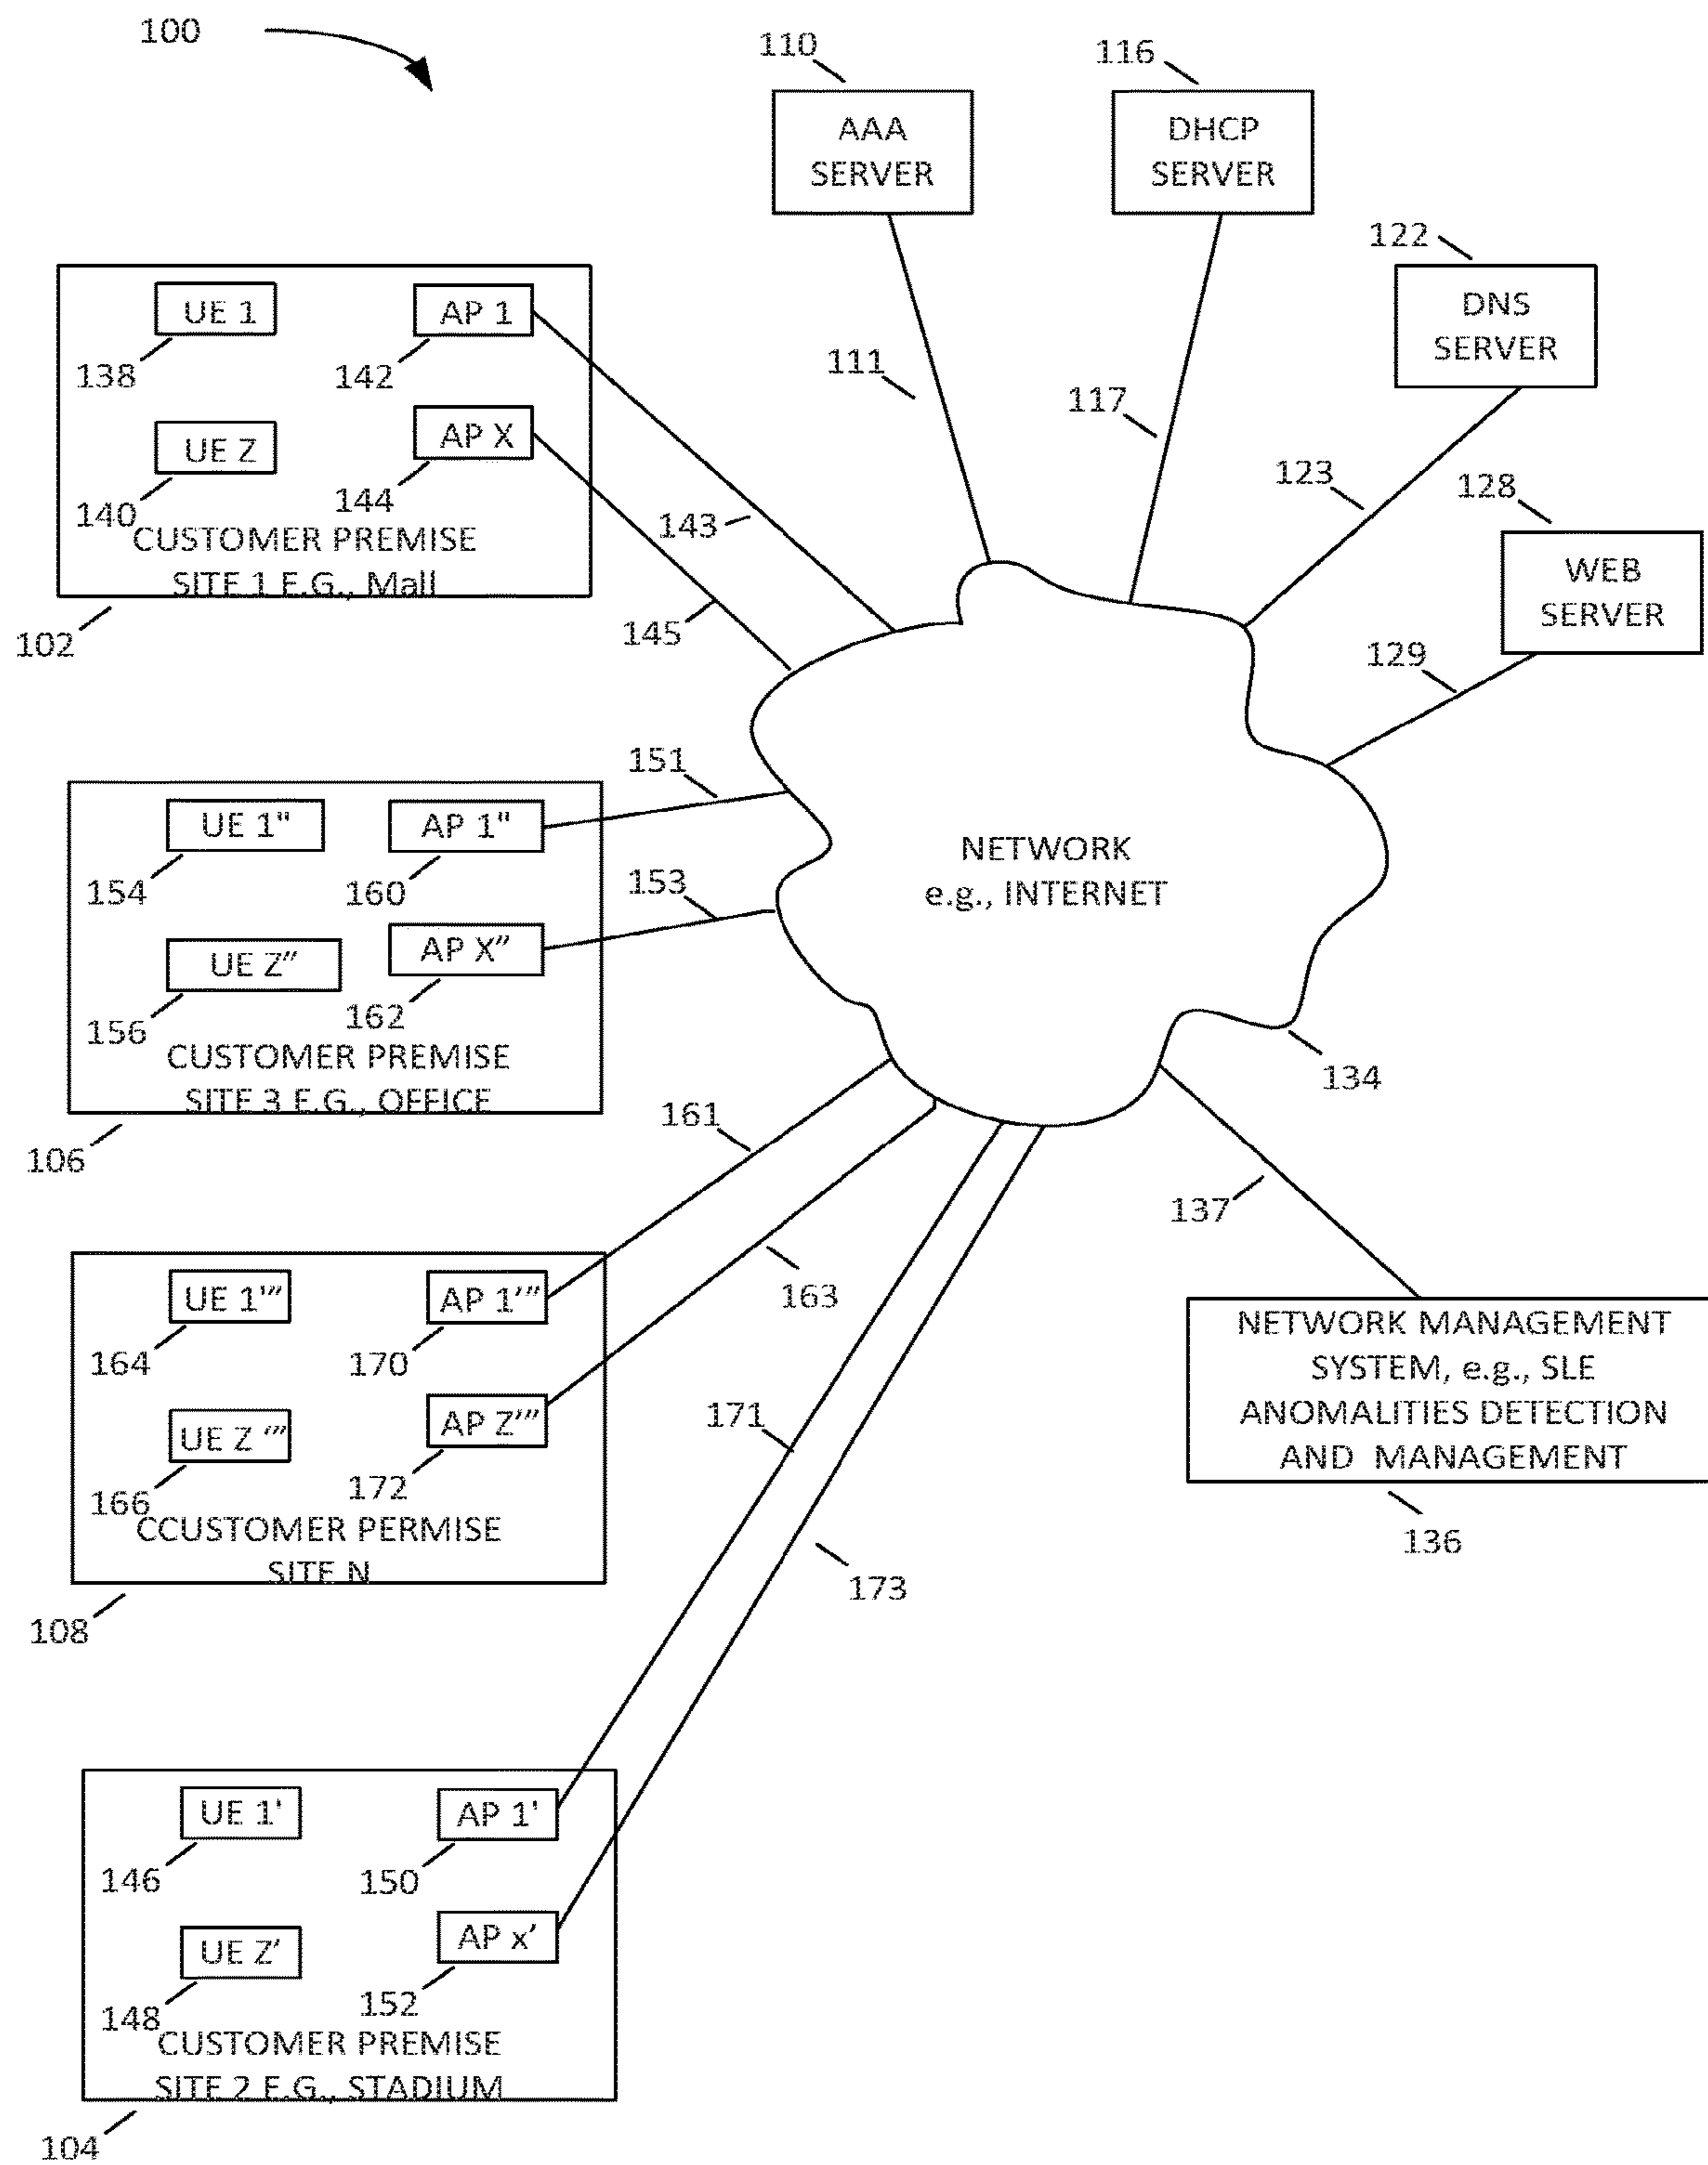 100
110
116
AAA
SERVER
DHCP
SERVER
122
DNS
SERVER
UE 1
AP 1
138
142
111
117
UE Z
AP X
140
144
123
128
143
CUSTOMER PREMISE
SITE 1 E.G., Mall
WEB
SERVER
102
145
129
151
UE 1"
AP 1"
154
160
153
NETWORK
e.g., INTERNET
UE Z”
AP X”
156
162
CUSTOMER PREMISE
SITE 3 E.G., OFFICE
134
106
161
137
UE 1’”
AP 1’”
163
164
170
NETWORK MANAGEMENT
SYSTEM, e.g., SLE
ANOMALITIES DETECTION
AND MANAGEMENT
UE Z ’”
AP Z’”
171
166
172
CCUSTOMER PERMISE
SITE N
136
173
108
UE 1'
AP 1'
146
150
UE Z’
AP x’
148
152
CUSTOMER PREMISE
SITE 2 E.G., STADIUM
104